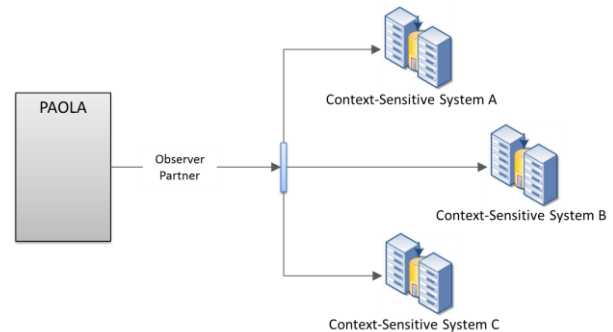 PAOLA
Observer
Partner
Context-Sensitive System A
Context-Sensitive System B
Context-Sensitive System C